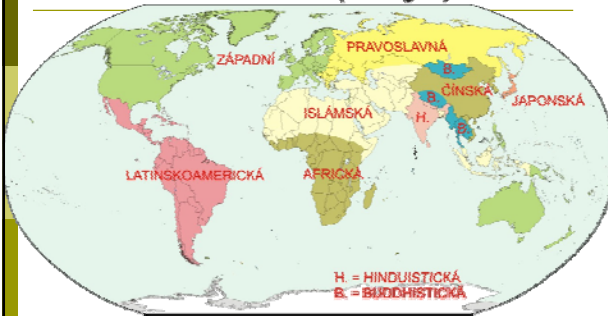 ZÁPADNÍ
PRAVOSLAVNÁ
B.
ČÍNSKÁ
B.
JAPONSKÁ
ISLÁMSKÁ
H.
B.
LATINSKOAMERICKÁ
AFRICKÁ
H. = HINDUISTICKÁ
B. = BUDDHISTICKÁ